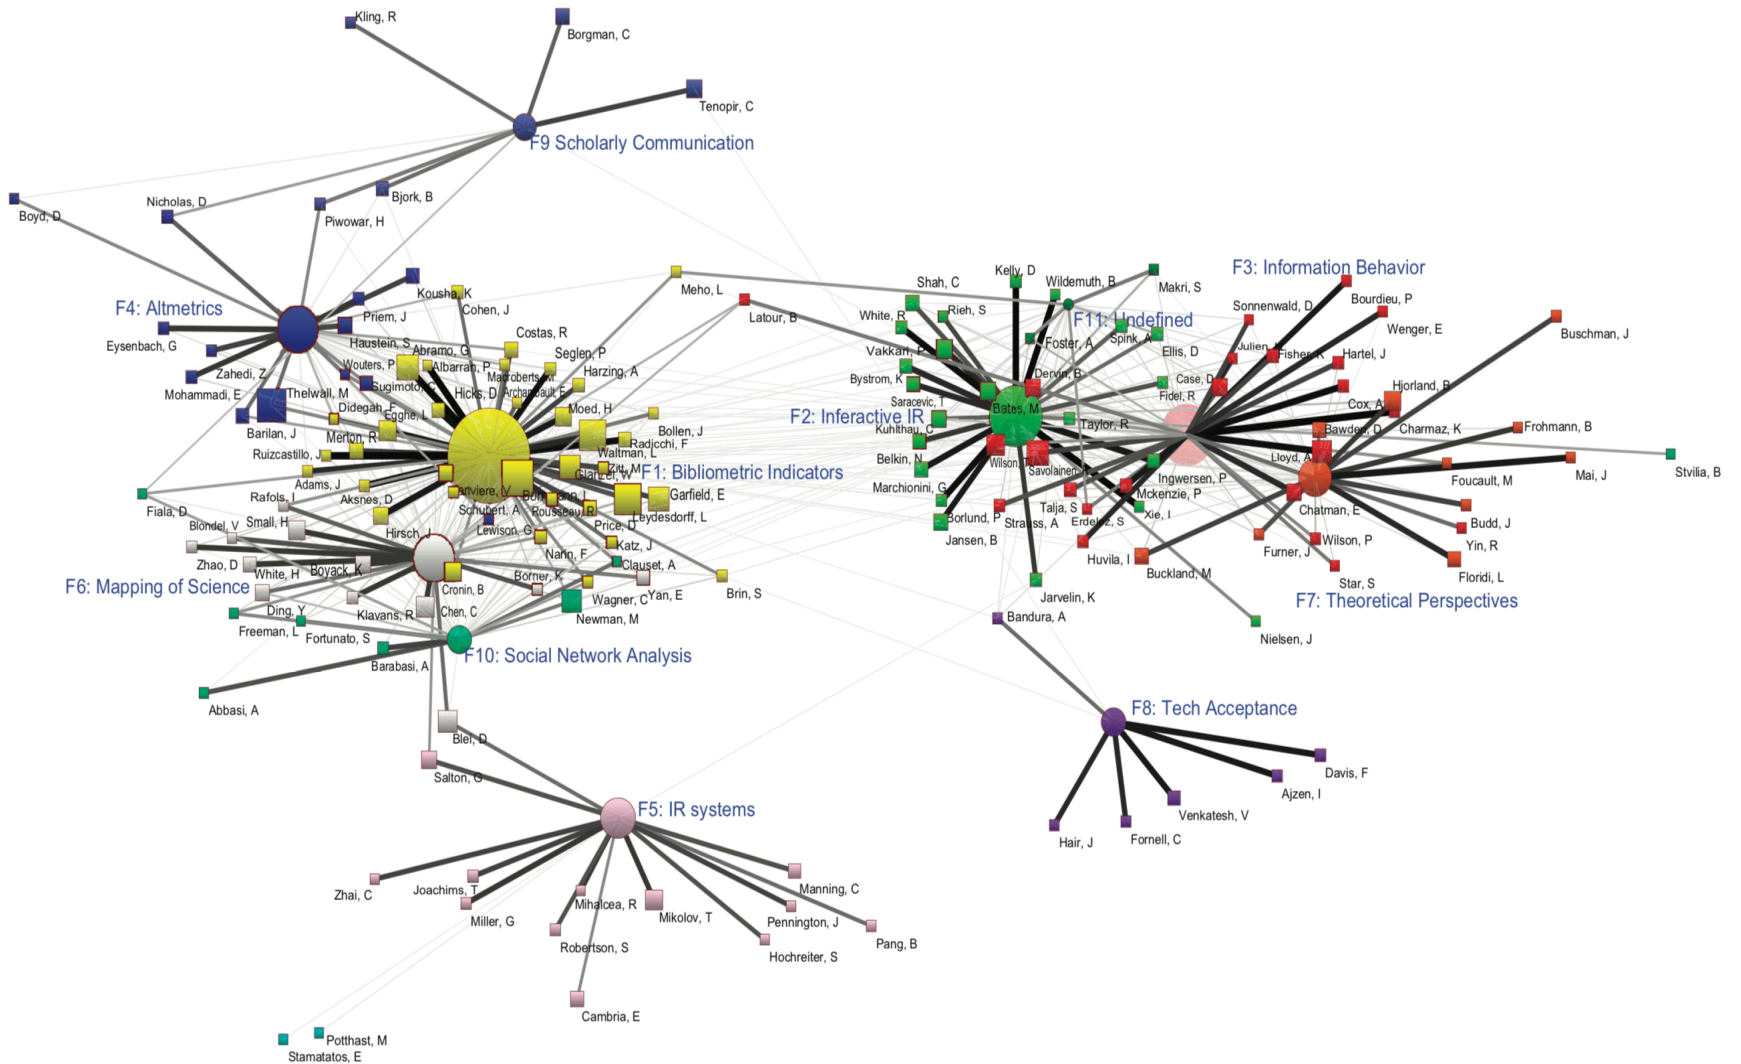 Kling, R
Borgman, C
Tenopir, C
F9 Scholarly Communication
Boyd, D
Nicholas, D
Bjork, B
Piwowar, H
F4: Altmetrics
Kousha, K
Cohen, J
Priem, J
Eysenbach, G
Haustein, S
Costas, R
Abramo, G
Seglen, P
Zahedi, Z
Wouters, P
Albarran, P
Harzing, A
Mohammadi, E
Thelwall, M
Hicks, D
Didegah, F
Egghe, L
Moed, H
Barilan, J
Merton, R
Bollen, J
Radicchi, F
Ruizcastillo, J
Waltman, L
Zitt, M
F1: Bibliometric Indicators
Adams, J
Aksnes, D
Garfield, E
Rafols, I
Schubert, A
Rousseau, R
Leydesdorff, L
Fiala, D
Small, H
Hirsch, J
Lewison, G
Price, D
Blondel, V
Katz, J
Narin, F
Zhao, D
White, H
Boyack, K
Clauset, A
F6: Mapping of Science
Cronin, B
Borner, K
Yan, E
Brin, S
Ding, Y
Klavans, R
Chen, C
Wagner, C
Newman, M
Freeman, L
Fortunato, S
F10: Social Network Analysis
Barabasi, A
Abbasi, A
Blei, D
Salton, G
Meho, L
Latour, B
Shah, C
Kelly, D
Wildemuth, B
Makri, S
F3: Information Behavior
White, R
Rieh, S
Sonnenwald, D
Bourdieu, P
F11: Undefined
Wenger, E
Buschman, J
Vakkari, P
Foster, A
Spink, A
Ellis, D
Julien, H
Fisher, K
Hartel, J
Bystrom, K
Dervin, B
Case, D
Hjorland, B
Saracevic, T
Fidel, R
Cox, A
F2: Inferactive IR
Bates, M
Taylor, R
Bawden, D
Charmaz, K
Frohmann, B
Kuhlthau, C
Belkin, N
Savolainen, R
Lloyd, A
Stvilia, B
Marchionini, G
Ingwersen, P
Foucault, M
Mai, J
Mckenzie, P
Borlund, P
Strauss, A
Talja, S
Erdelez, S
Xie, I
Chatman, E
Budd, J
Jansen, B
Huvila, I
Buckland, M
Furner, J
Wilson, P
Yin, R
Star, S
Floridi, L
Jarvelin, K
F7: Theoretical Perspectives
Bandura, A
Nielsen, J
F8: Tech Acceptance
Davis, F
Ajzen, I
Venkatesh, V
Fornell, C
Hair, J
F5: IR systems
Zhai, C
Joachims, T
Miller, G
Mihalcea, R
Mikolov, T
Manning, C
Pennington, J
Pang, B
Robertson, S
Hochreiter, S
Cambria, E
Potthast, M
Stamatatos, E